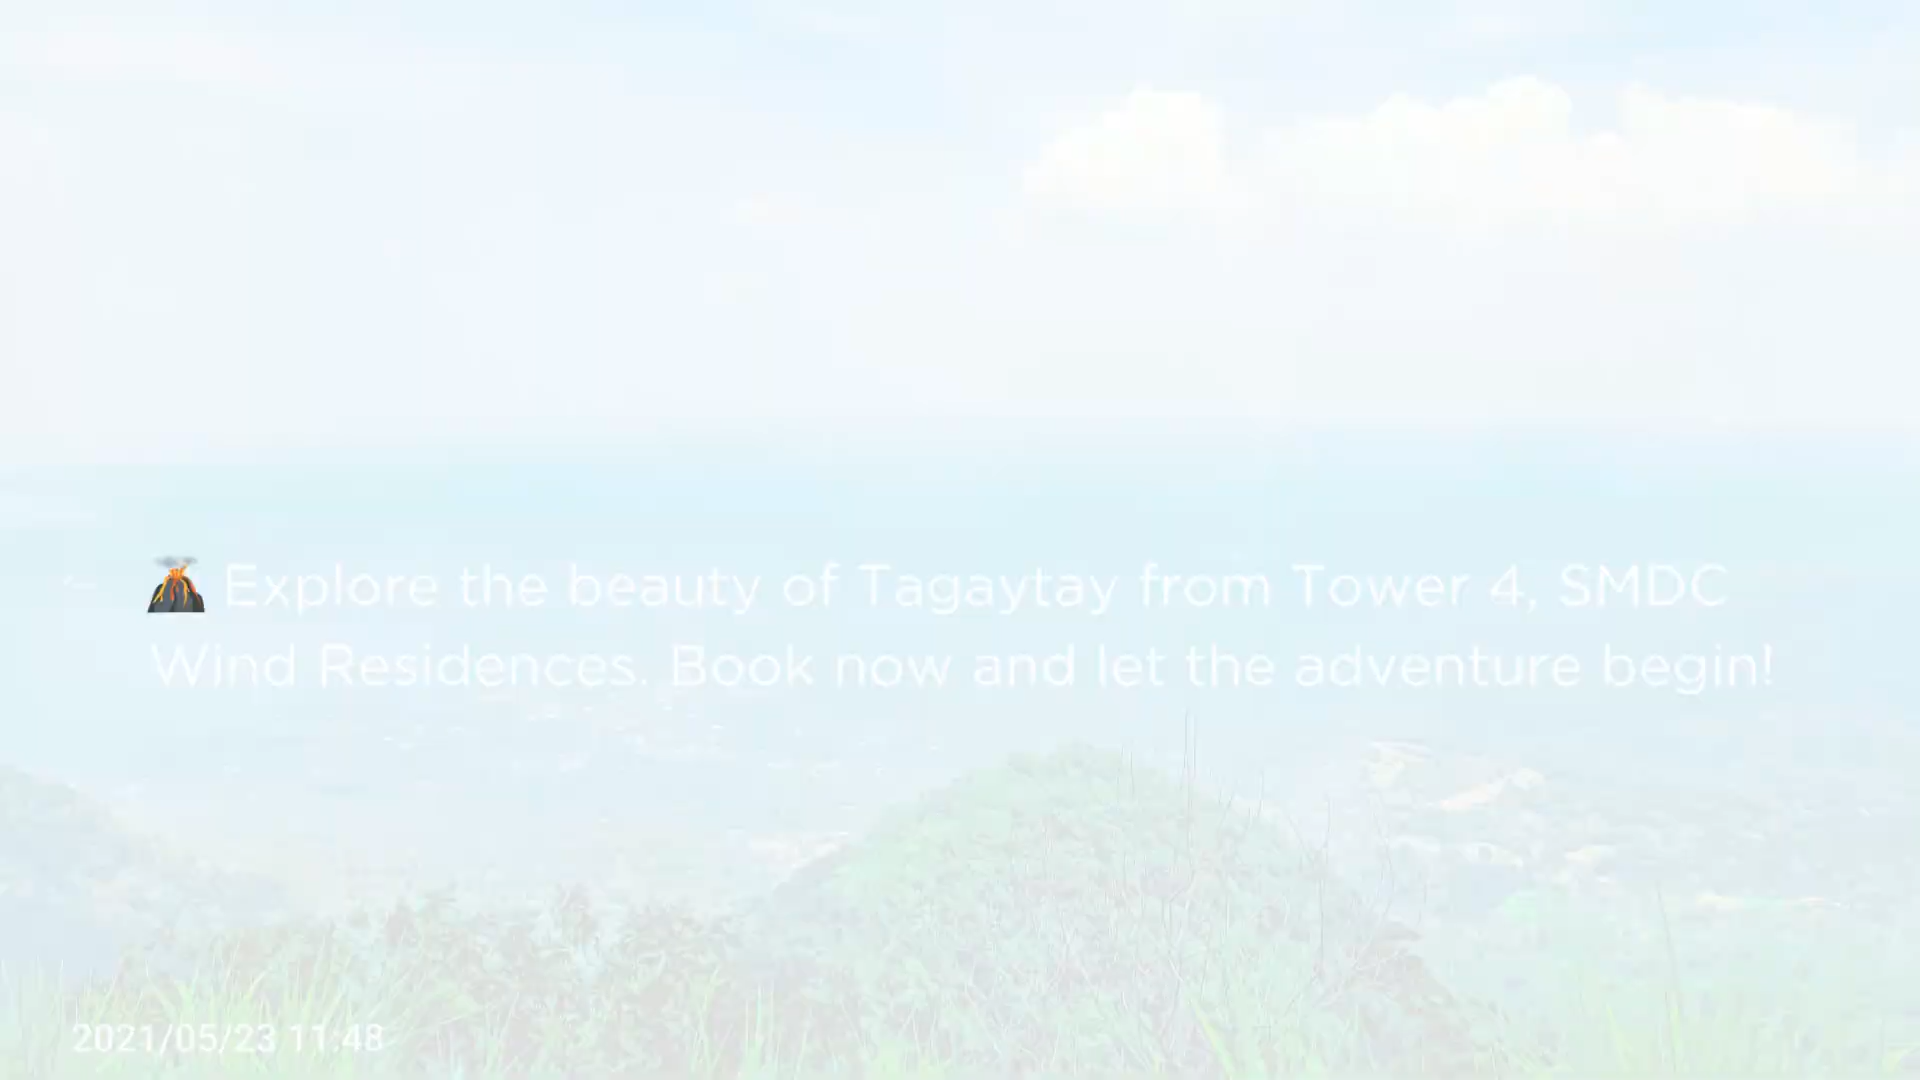 🌋 Explore the beauty of Tagaytay from Tower 4, SMDC
Wind Residences. Book now and let the adventure begin!
2021/05/23 11:48